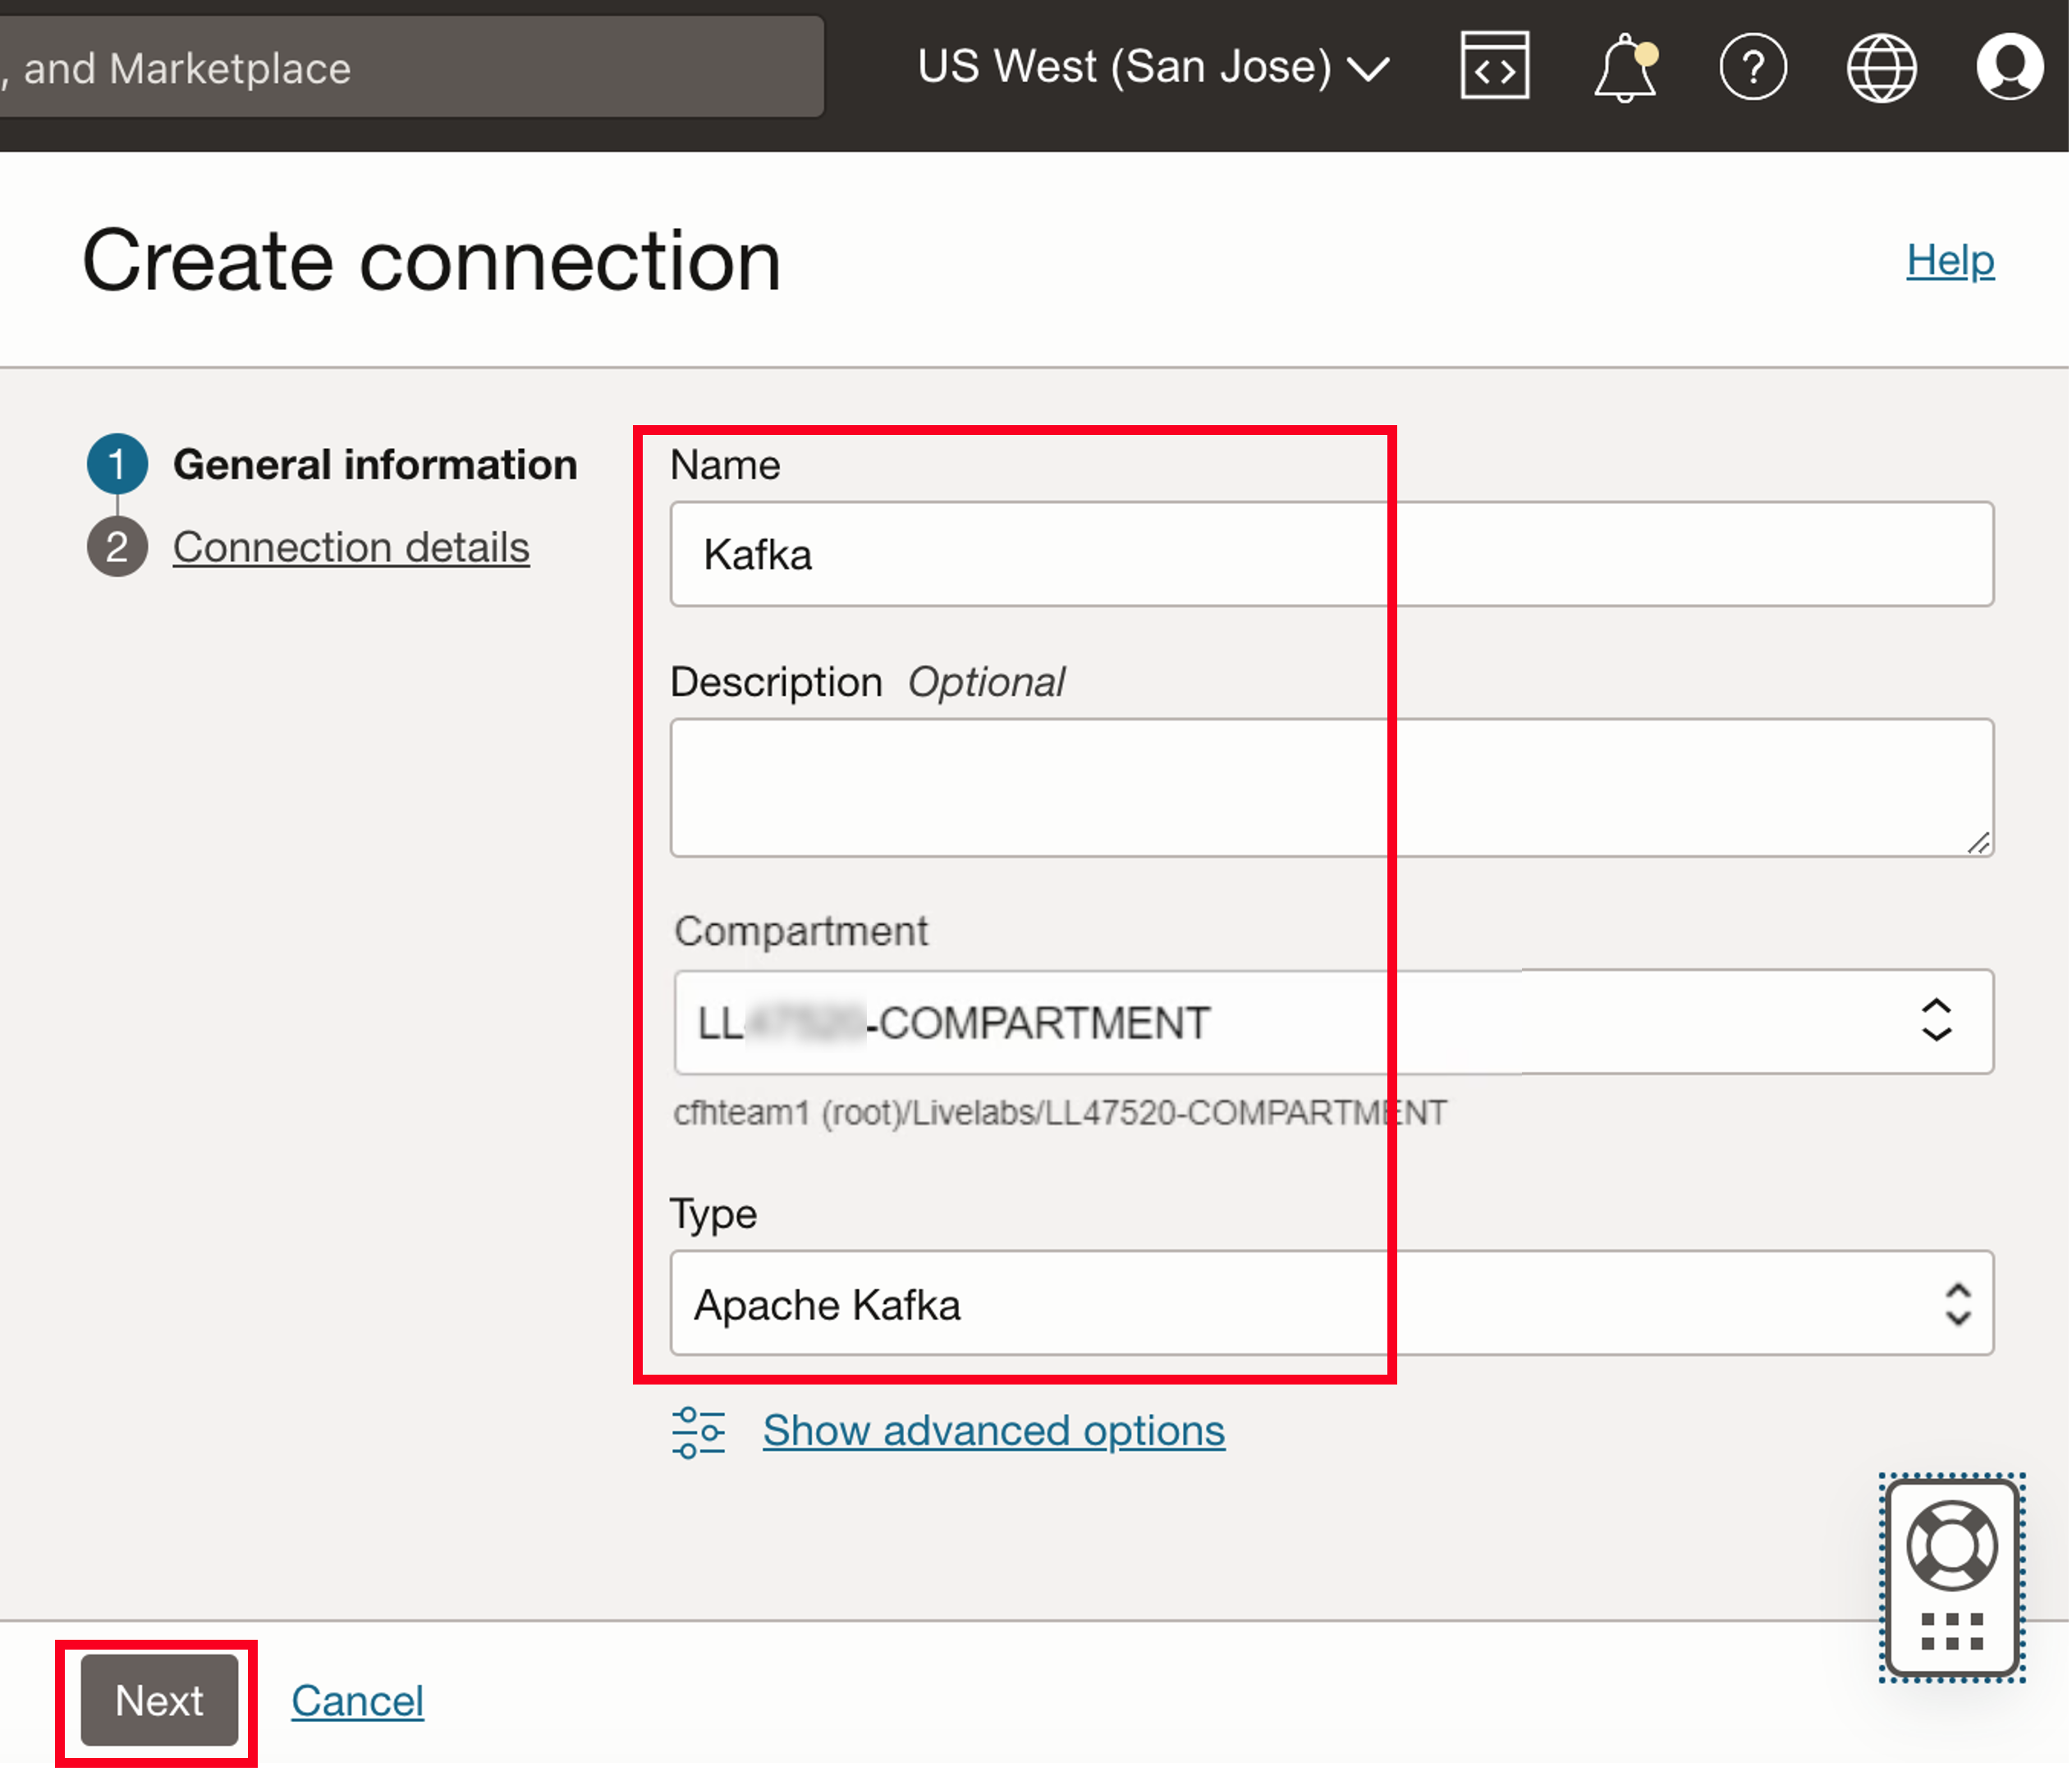 , and Marketplace
US West (San Jose)
Create connection
Help
1 General information
2 Connection details
Name
Kafka
Description Optional
Compartment
LL -COMPARTMENT
cfhteam1 (root)/Livelabs/LL47520-COMPARTMENT
Type
Apache Kafka
Show advanced options
Next
Cancel